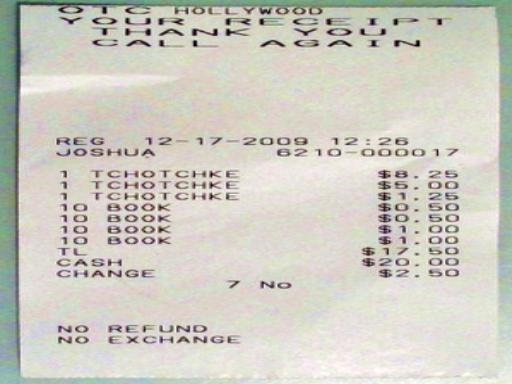 OTC HOLLYWOOD
YOUR RECEIPT
THANK YOU
CALL AGAIN
REG 12-17-2009 12:26
JOSHUA 6210-000017
1 TCHOTCHKE $8.25
1 TCHOTCHKE $5.00
1 TCHOTCHKE $1.25
10 BOOK $0.50
10 BOOK $0.50
10 BOOK $1.00
10 BOOK $1.00
TL $17.50
CASH $20.00
CHANGE $2.50
7 No
NO REFUND
NO EXCHANGE